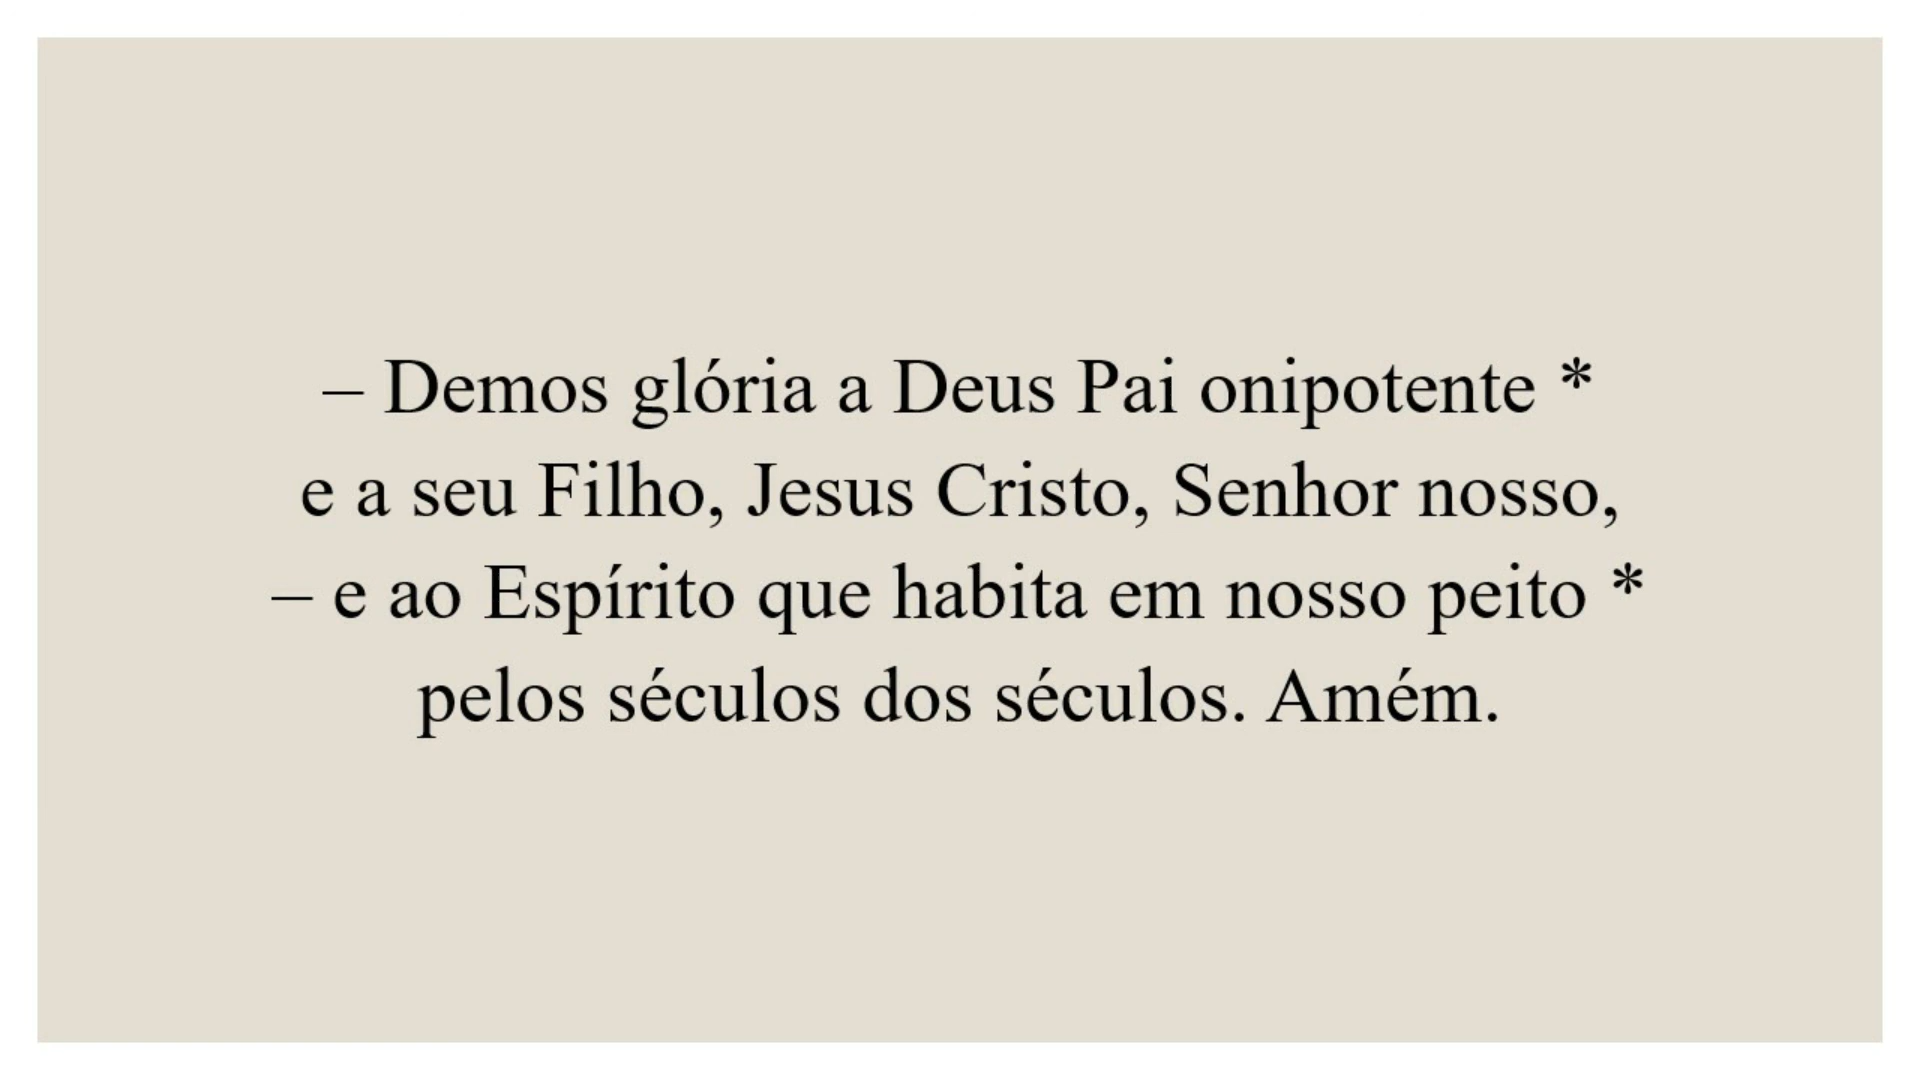 – Demos glória a Deus Pai onipotente *
e a seu Filho, Jesus Cristo, Senhor nosso,
– e ao Espírito que habita em nosso peito *
pelos séculos dos séculos. Amém.